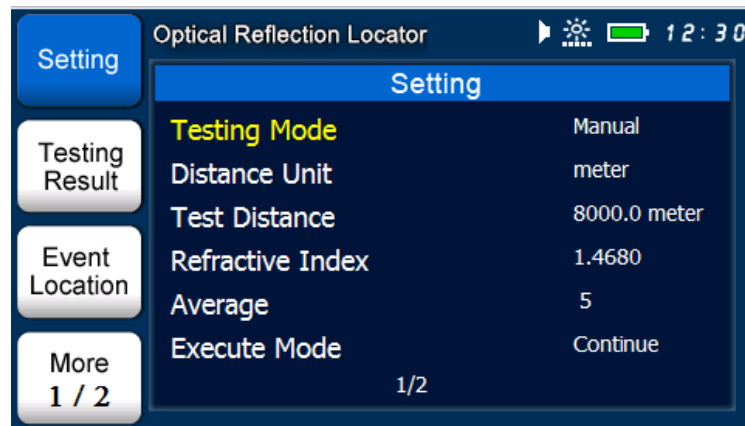 Optical Reflection Locator 12:30
Setting
Testing
Result
Event
Location
More
1 / 2
Setting
Testing Mode Manual
Distance Unit meter
Test Distance 8000.0 meter
Refractive Index 1.4680
Average 5
Execute Mode Continue
1/2